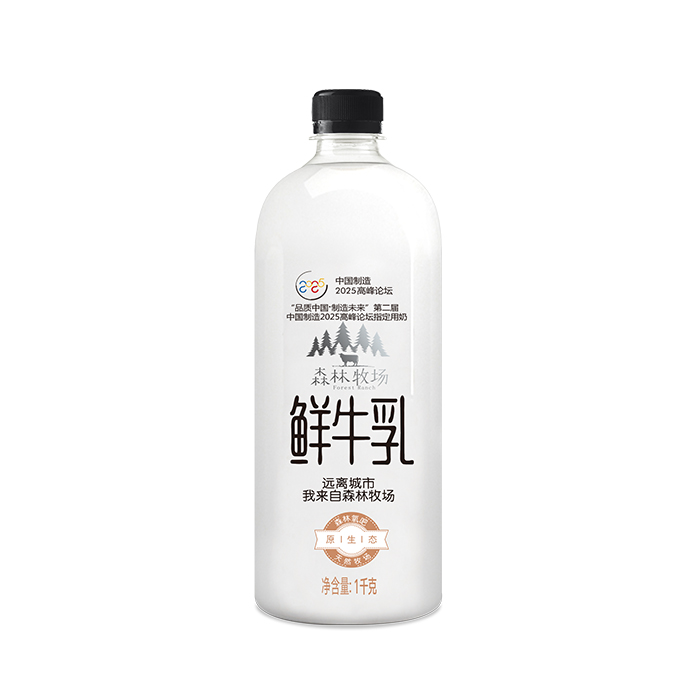 2025
中国制造
2025高峰论坛
“品质中国·制造未来”第二届
中国制造2025高峰论坛指定用奶
森林牧场
Forest Ranch
鲜牛乳
远离城市
我来自森林牧场
森林氧吧
原生态
天然牧场
净含量:1千克